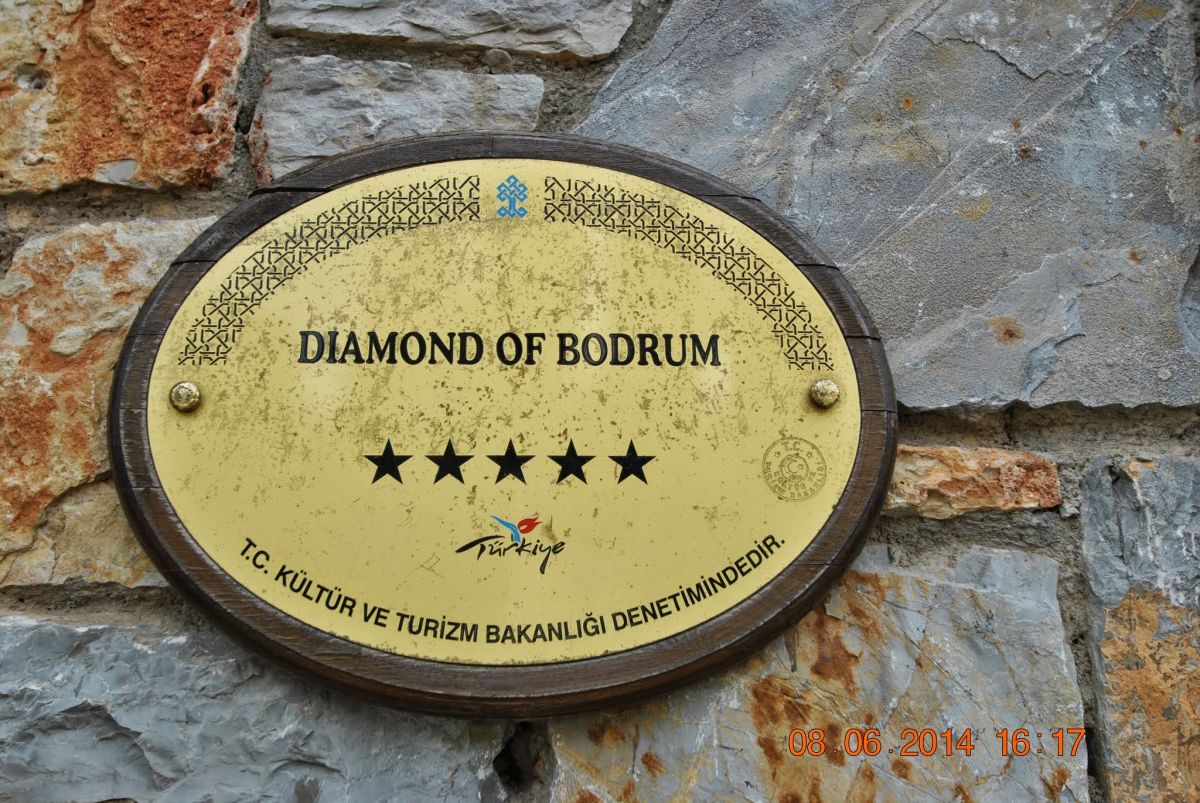 DIAMOND OF BODRUM
★★★★★
T.C.
Türkiye
T.C. KÜLTÜR VE TURİZM BAKANLIĞI DENETİMİNDEDİR.
08.06.2014 16:17